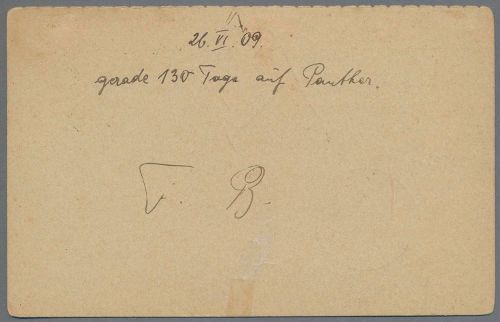 26. VI. 09.
gerade 130 Tage auf Panther.
F. B.